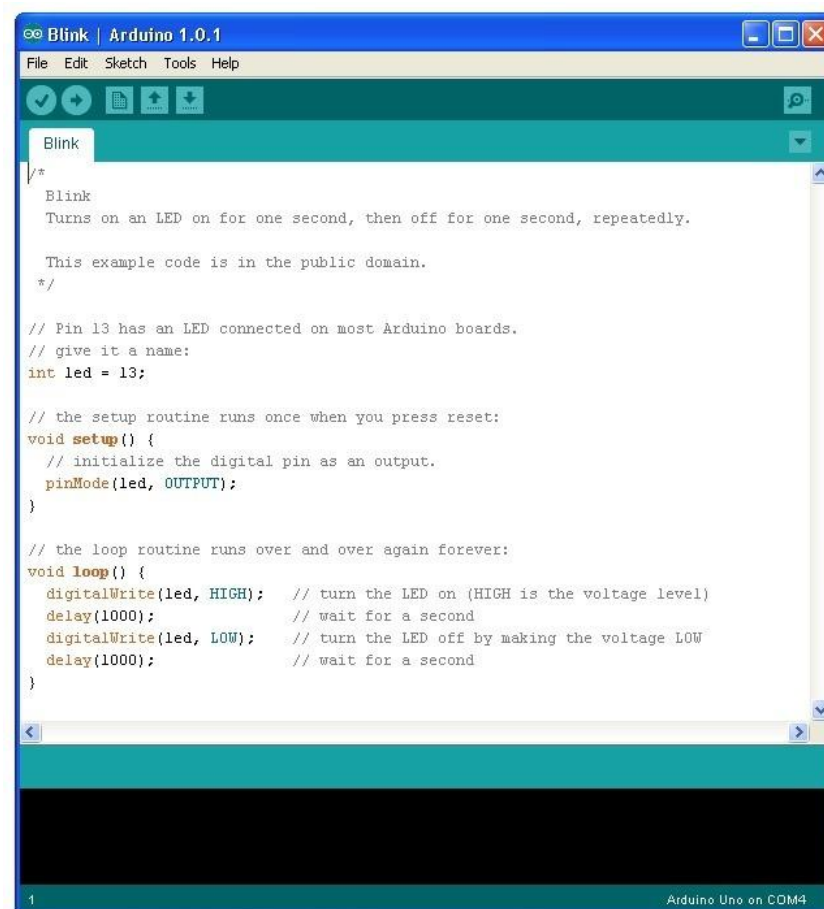 Blink | Arduino 1.0.1
File Edit Sketch Tools Help
Blink
/*
  Blink
  Turns on an LED on for one second, then off for one second, repeatedly.

  This example code is in the public domain.
 */

// Pin 13 has an LED connected on most Arduino boards.
// give it a name:
int led = 13;

// the setup routine runs once when you press reset:
void setup() {
  // initialize the digital pin as an output.
  pinMode(led, OUTPUT);
}

// the loop routine runs over and over again forever:
void loop() {
  digitalWrite(led, HIGH);   // turn the LED on (HIGH is the voltage level)
  delay(1000);               // wait for a second
  digitalWrite(led, LOW);    // turn the LED off by making the voltage LOW
  delay(1000);               // wait for a second
}
1
Arduino Uno on COM4